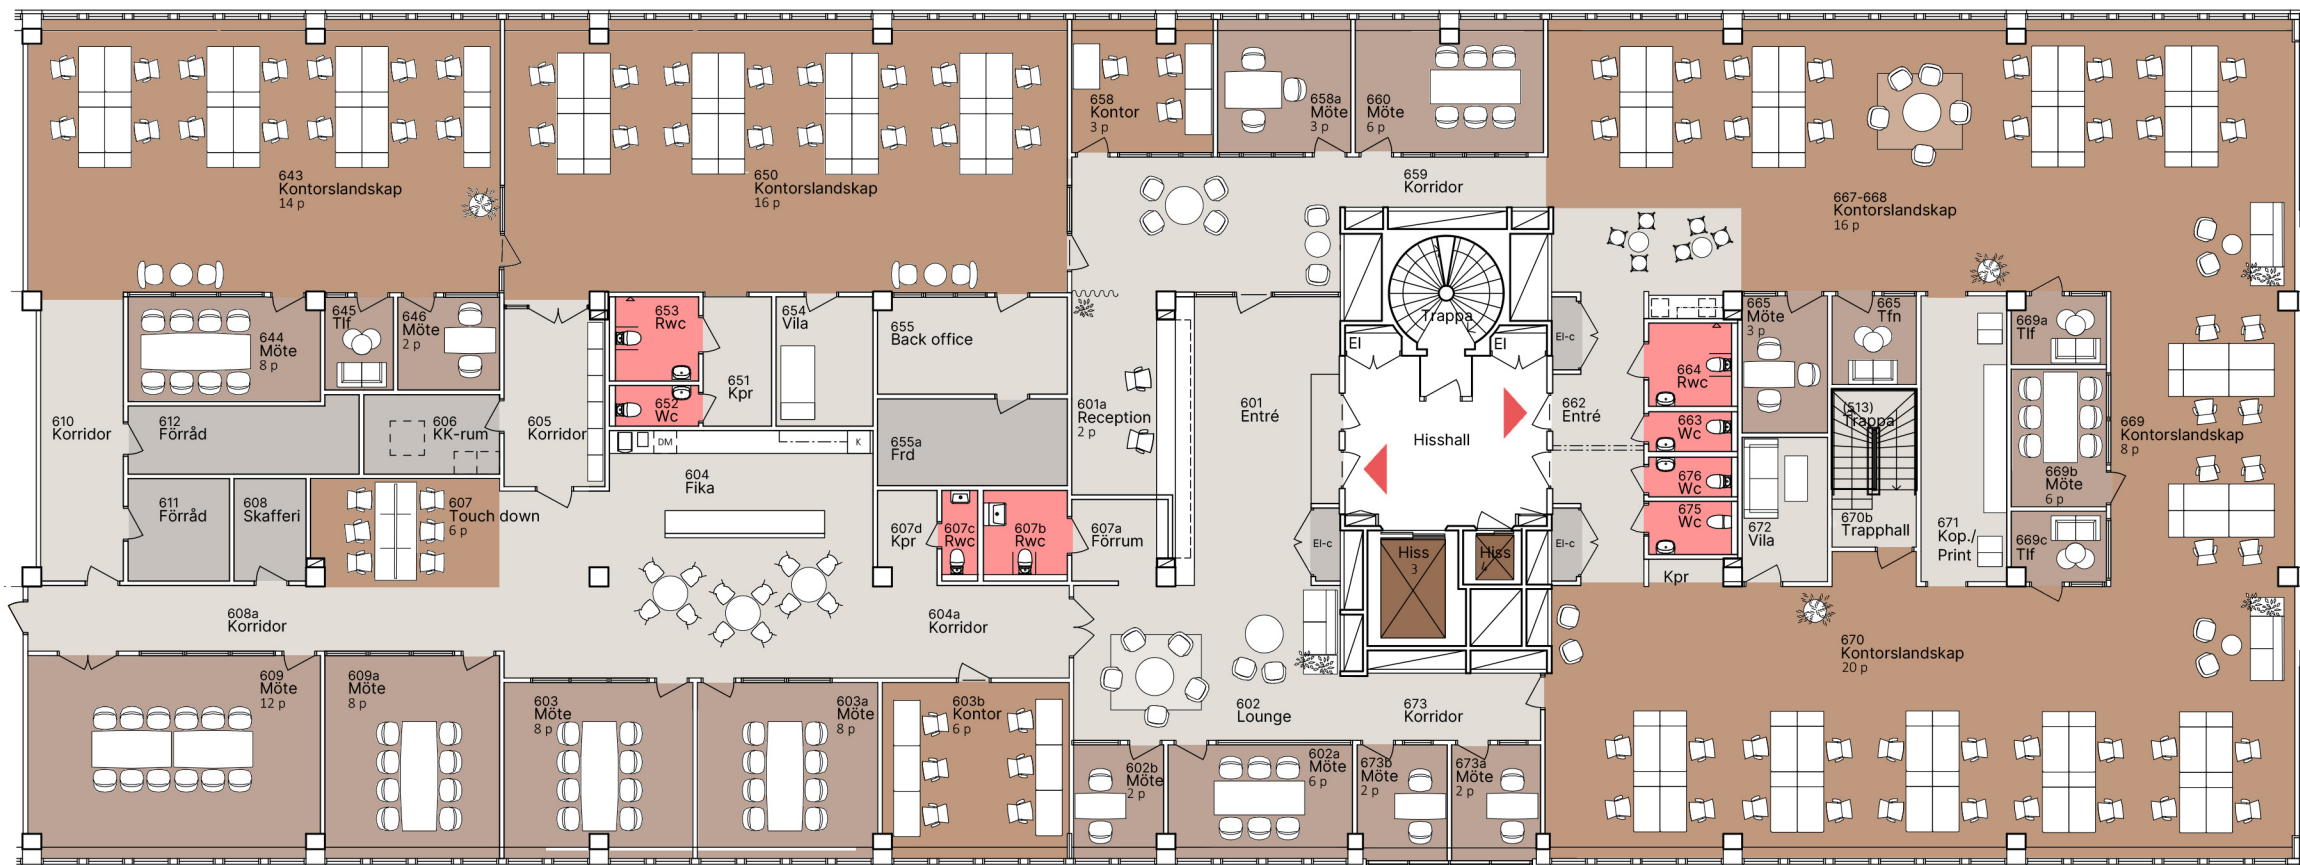 643
Kontorslandskap
14 p
650
Kontorslandskap
16 p
658
Kontor
3 p
658a
Möte
3 p
660
Möte
6 p
659
Korridor
667-668
Kontorslandskap
16 p
644
Möte
8 p
645
Tlf
646
Möte
2 p
653
Rwc
652
Wc
651
Kpr
654
Vila
655
Back office
655a
Frd
601a
Reception
2 p
601
Entré
Trappa
El
El
El-c
Hisshall
662
Entré
664
Rwc
663
Wc
676
Wc
675
Wc
Kpr
665
Möte
3 p
665
Tfn
669a
Tlf
669
Kontorslandskap
8 p
669b
Möte
6 p
669c
Tlf
(513)
Trappa
670b
Trapphall
671
Kop./
Print
672
Vila
610
Korridor
612
Förråd
606
KK-rum
605
Korridor
611
Förråd
608
Skafferi
607
Touch down
6 p
DM
K
604
Fika
607d
Kpr
607c
Rwc
607b
Rwc
607a
Förrum
El-c
El-c
Hiss
3
Hiss
4
608a
Korridor
604a
Korridor
670
Kontorslandskap
20 p
609
Möte
12 p
609a
Möte
8 p
603
Möte
8 p
603a
Möte
8 p
603b
Kontor
6 p
602
Lounge
673
Korridor
602b
Möte
2 p
602a
Möte
6 p
673b
Möte
2 p
673a
Möte
2 p